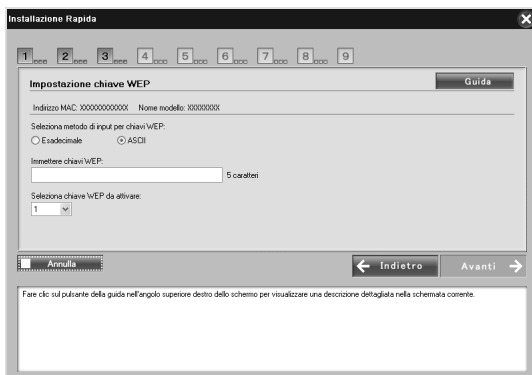 Installazione Rapida
1 2 3 4 5 6 7 8 9
Impostazione chiave WEP
Guida
Indirizzo MAC: XXXXXXXXXXXX Nome modello: XXXXXXXX
Seleziona metodo di input per chiavi WEP:
Esadecimale ASCII
Immettere chiavi WEP:
5 caratteri
Seleziona chiave WEP da attivare:
1
Annulla
Indietro
Avanti
Fare clic sul pulsante della guida nell'angolo superiore destro dello schermo per visualizzare una descrizione dettagliata nella schermata corrente.